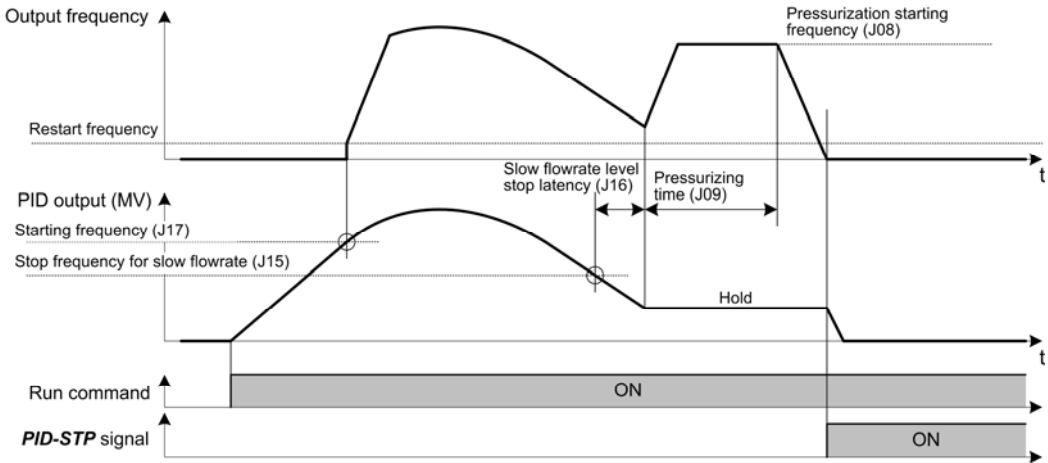 Output frequency
Pressurization starting
frequency (J08)
Restart frequency
t
Slow flowrate level
stop latency (J16)
Pressurizing
time (J09)
PID output (MV)
Starting frequency (J17)
Stop frequency for slow flowrate (J15)
Hold
t
Run command
ON
PID-STP signal
ON